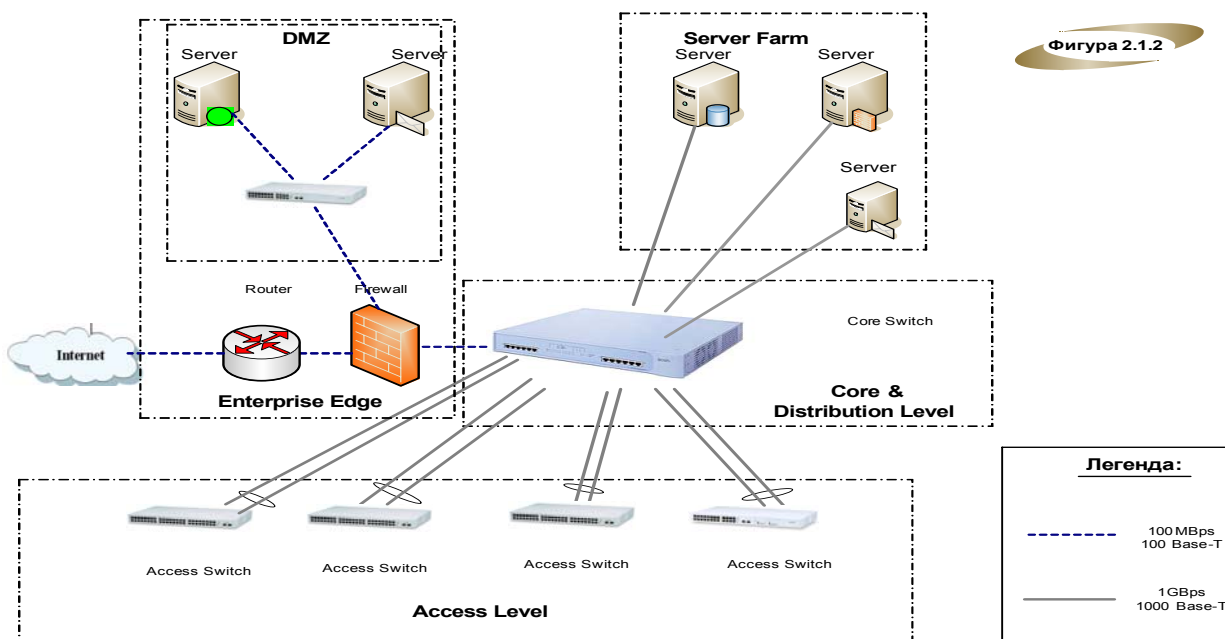 DMZ
Server
Server
Server Farm
Server
Server
Server
Фигура 2.1.2
Router
Firewall
Internet
Enterprise Edge
Core Switch
Core &
Distribution Level
Access Switch
Access Switch
Access Switch
Access Switch
Access Level
Легенда:
100MBps
100 Base-T
1GBps
1000 Base-T